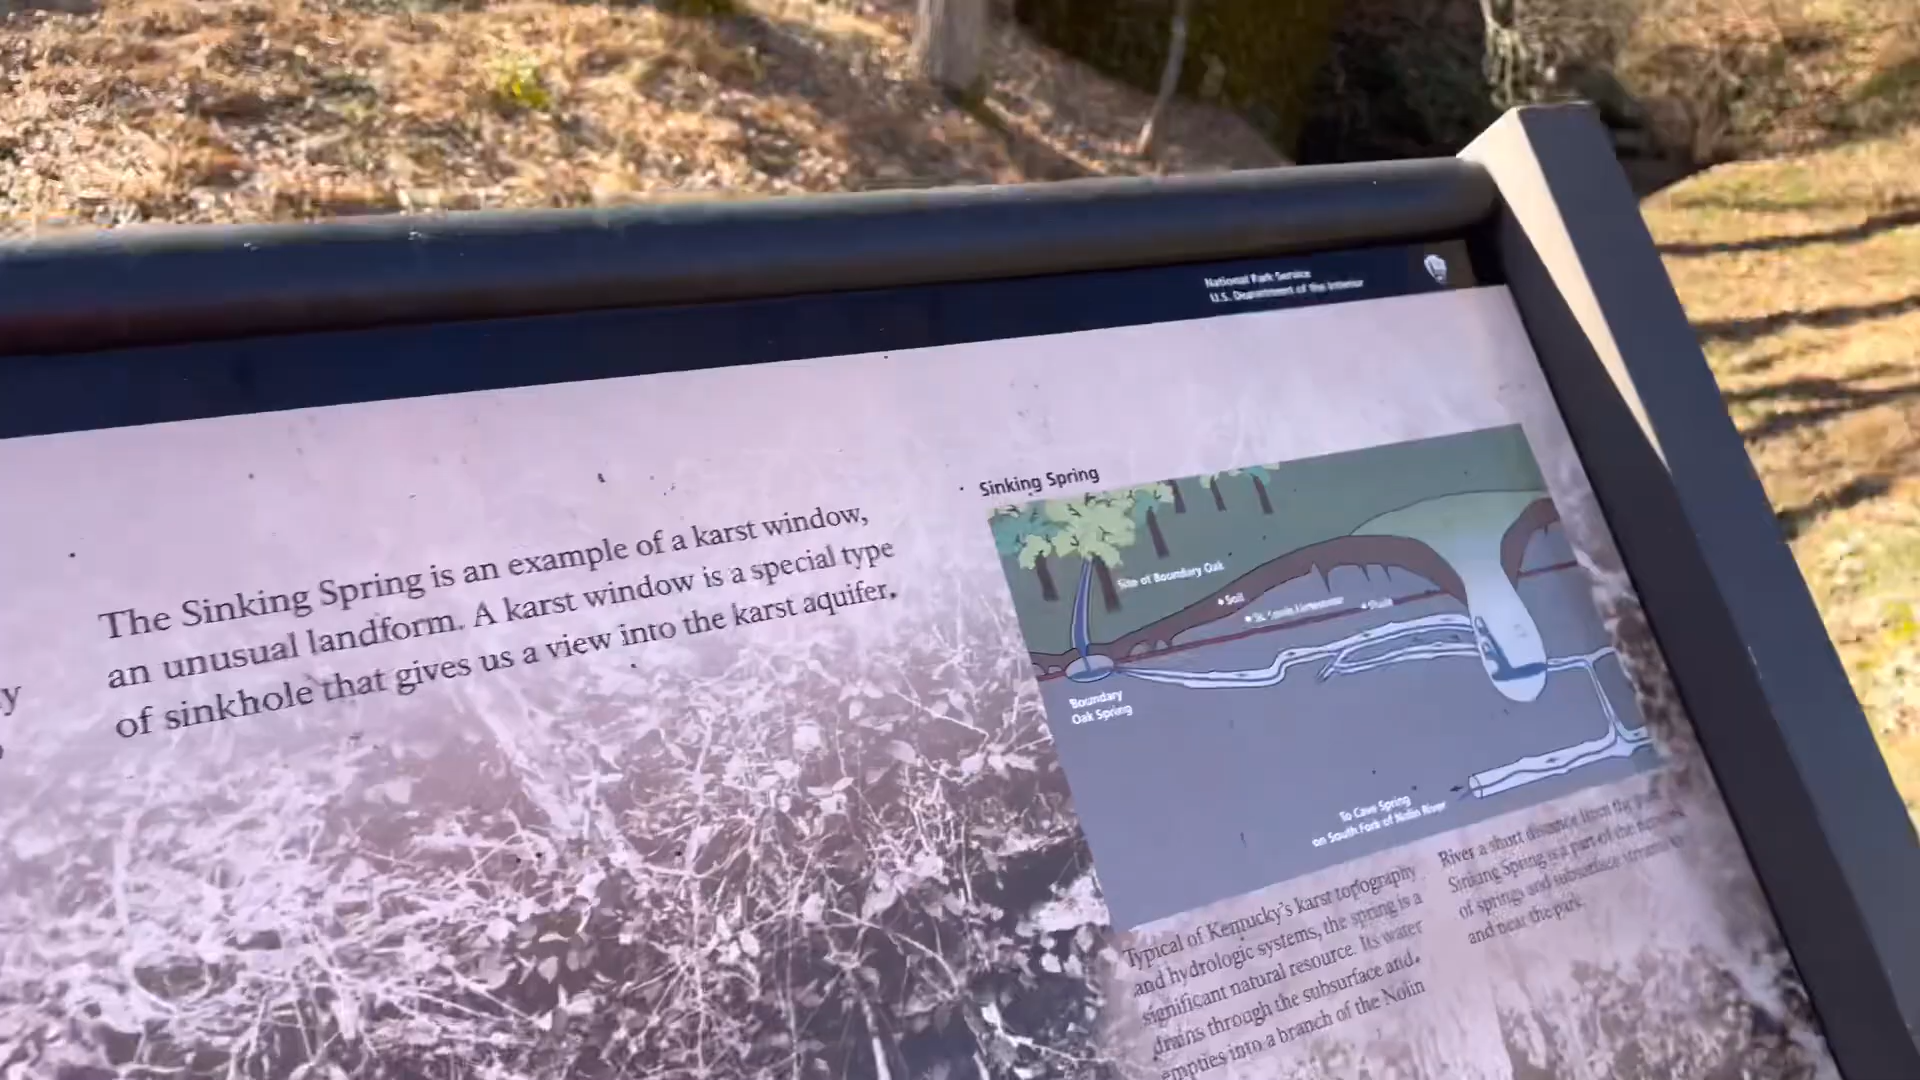 National Park Service
U.S. Department of the Interior
y
The Sinking Spring is an example of a karst window,
an unusual landform. A karst window is a special type
of sinkhole that gives us a view into the karst aquifer.
Sinking Spring
Site of Boundary Oak
Soil
St. Louis Limestone
Shale
Boundary
Oak Spring
To Cave Spring
on South Fork of Nolin River
Typical of Kentucky's karst topography
and hydrologic systems, the spring is a
significant natural resource. Its water
drains through the subsurface and
empties into a branch of the Nolin
River a short distance from the
Sinking Spring is a part of the
of springs and subsurface streams
and near the park.